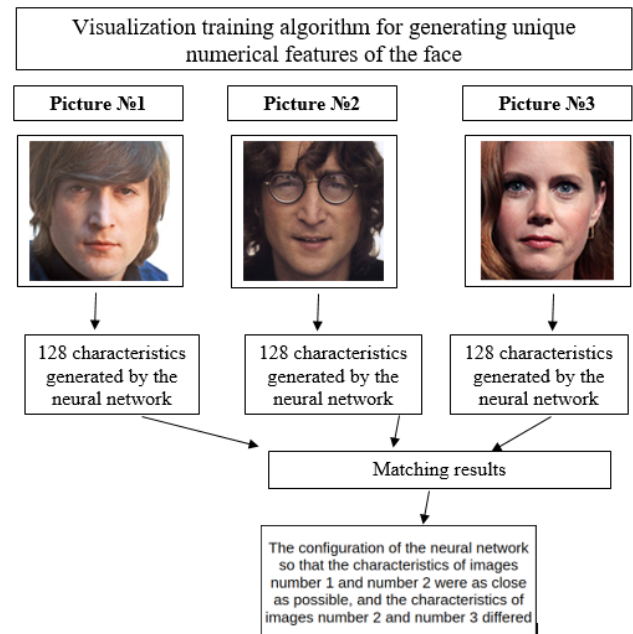 Visualization training algorithm for generating unique
numerical features of the face
Picture №1
Picture №2
Picture №3
128 characteristics
generated by the
neural network
128 characteristics
generated by the
neural network
128 characteristics
generated by the
neural network
Matching results
The configuration of the neural network
so that the characteristics of images
number 1 and number 2 were as close
as possible, and the characteristics of
images number 2 and number 3 differed